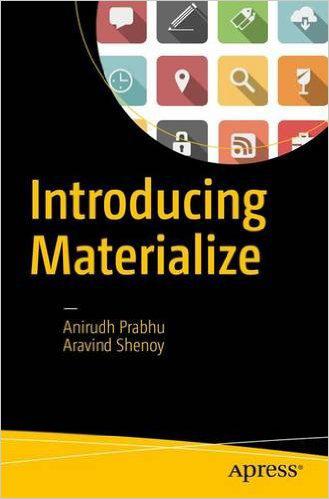 Introducing
Materialize
Anirudh Prabhu
Aravind Shenoy
Apress®